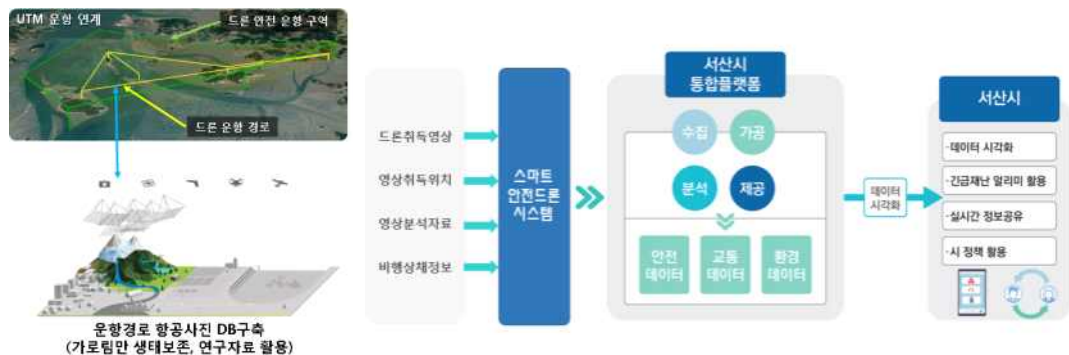 UTM 운항 연계
드론 안전 운항 구역
드론 운항 경로
운항경로 항공사진 DB구축
(가로림만 생태보존, 연구자료 활용)
드론취득영상
영상취득위치
영상분석자료
비행상채정보
스마트
안전드론
시스템
서산시
통합플랫폼
수집
가공
분석
제공
안전
데이터
교통
데이터
환경
데이터
데이터
시각화
서산시
·데이터 시각화
·긴급재난 알리미 활용
·실시간 정보공유
·시 정책 활용